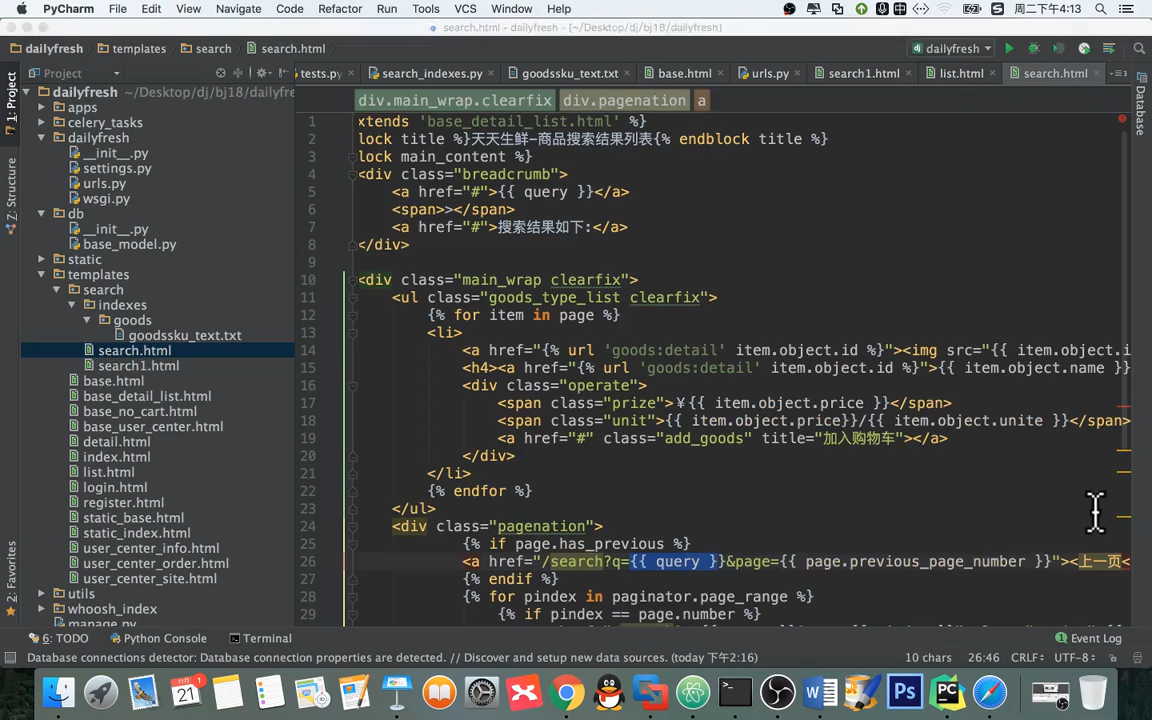 PyCharm File Edit View Navigate Code Refactor Run Tools VCS Window Help 周二下午4:13
search.html - dailyfresh - [~/Desktop/dj/bj18/dailyfresh]
dailyfresh templates search search.html dailyfresh
Project tests.py search_indexes.py goodssku_text.txt base.html urls.py search1.html list.html search.html
1: Project
Z: Structure
2: Favorites
Database
dailyfresh ~/Desktop/dj/bj18/dailyfre
apps
celery_tasks
dailyfresh
__init__.py
settings.py
urls.py
wsgi.py
db
__init__.py
base_model.py
static
templates
search
indexes
goods
goodssku_text.txt
search.html
search1.html
base.html
base_detail_list.html
base_no_cart.html
base_user_center.html
detail.html
index.html
list.html
login.html
register.html
static_base.html
static_index.html
user_center_info.html
user_center_order.html
user_center_site.html
utils
whoosh_index
manage.py
div.main_wrap.clearfix div.pagenation a
1 xtends 'base_detail_list.html' %}
2 lock title %}天天生鲜-商品搜索结果列表{% endblock title %}
3 lock main_content %}
4 <div class="breadcrumb">
5 <a href="#">{{ query }}</a>
6 <span>></span>
7 <a href="#">搜索结果如下:</a>
8 </div>
9
10 <div class="main_wrap clearfix">
11 <ul class="goods_type_list clearfix">
12 {% for item in page %}
13 <li>
14 <a href="{% url 'goods:detail' item.object.id %}"><img src="{{ item.object.i
15 <h4><a href="{% url 'goods:detail' item.object.id %}">{{ item.object.name }}
16 <div class="operate">
17 <span class="prize">¥{{ item.object.price }}</span>
18 <span class="unit">{{ item.object.price}}/{{ item.object.unite }}</span>
19 <a href="#" class="add_goods" title="加入购物车"></a>
20 </div>
21 </li>
22 {% endfor %}
23 </ul>
24 <div class="pagenation">
25 {% if page.has_previous %}
26 <a href="/search?q={{ query }}&page={{ page.previous_page_number }}"><上一页<
27 {% endif %}
28 {% for pindex in paginator.page_range %}
29 {% if pindex == page.number %}
6: TODO Python Console Terminal Event Log
Database connections detector: Database connection properties are detected. // Discover and setup new data sources. (today 下午2:16) 10 chars 26:46 CRLF÷ UTF-8÷